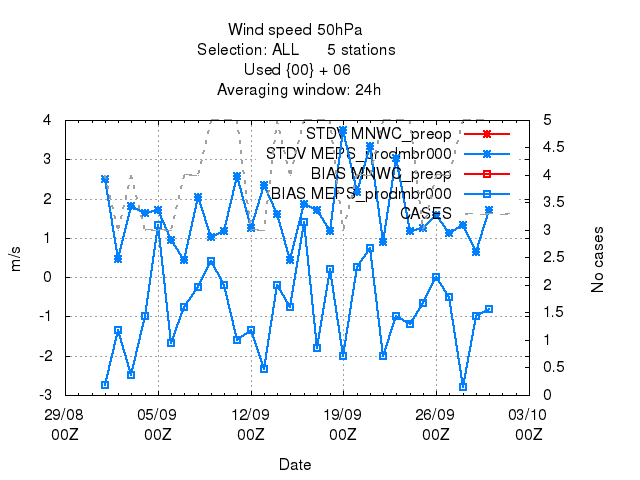 Wind speed 50hPa
Selection: ALL 5 stations
Used {00} + 06
Averaging window: 24h
STDV MNWC_preop
STDV MEPS_prodmbr000
BIAS MNWC_preop
BIAS MEPS_prodmbr000
CASES
4
3
2
1
0
-1
-2
-3
m/s
5
4.5
4
3.5
3
2.5
2
1.5
1
0.5
0
No cases
29/08 05/09 12/09 19/09 26/09 03/10
00Z 00Z 00Z 00Z 00Z 00Z
Date